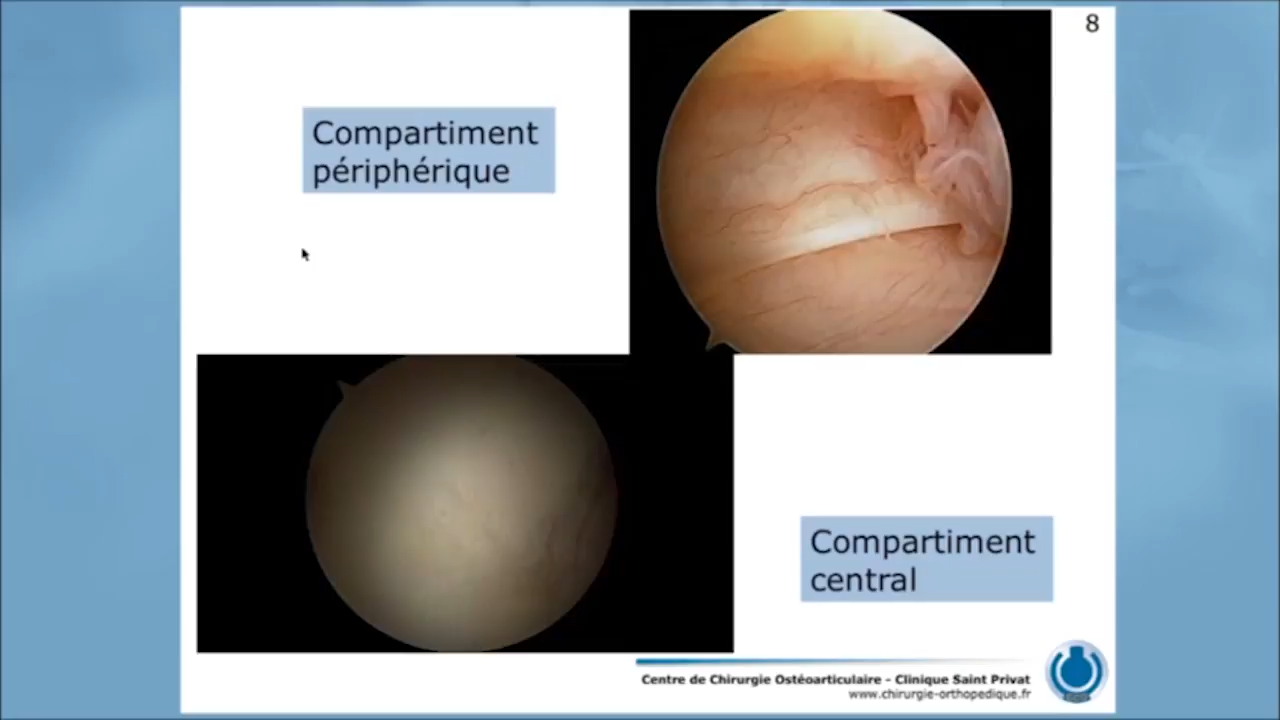 8
Compartiment
périphérique
Compartiment
central
Centre de Chirurgie Ostéoarticulaire - Clinique Saint Privat
www.chirurgie-orthopedique.fr